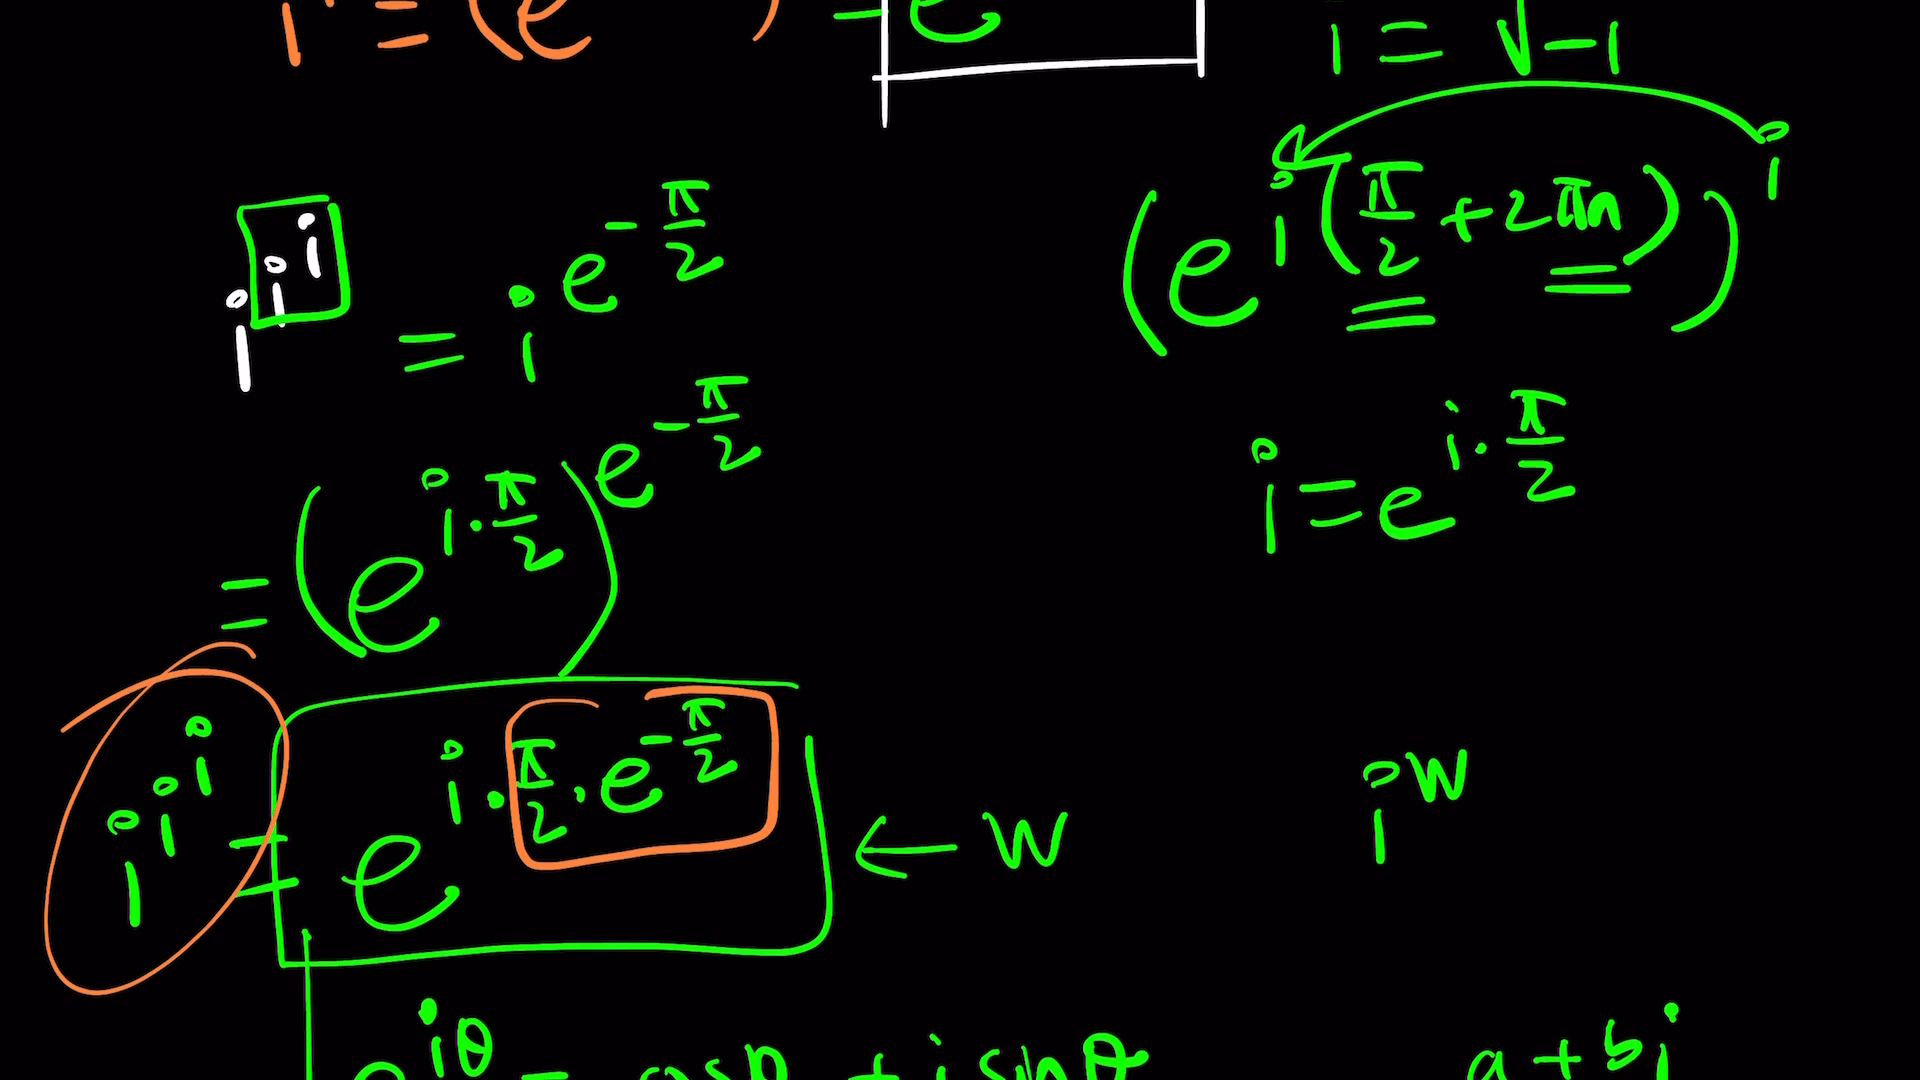 i^i = (e ) = e
i = √-1
i^{i^i} = i^{e^{-π/2}}
(e^{i(π/2 + 2πn)})^i
= (e^{i·π/2})^{e^{-π/2}}
i = e^{i·π/2}
i^{i^i} = e^{i·π/2·e^{-π/2}} ← W
i^W
e^{iθ} = cosθ + i sinθ
a + bi